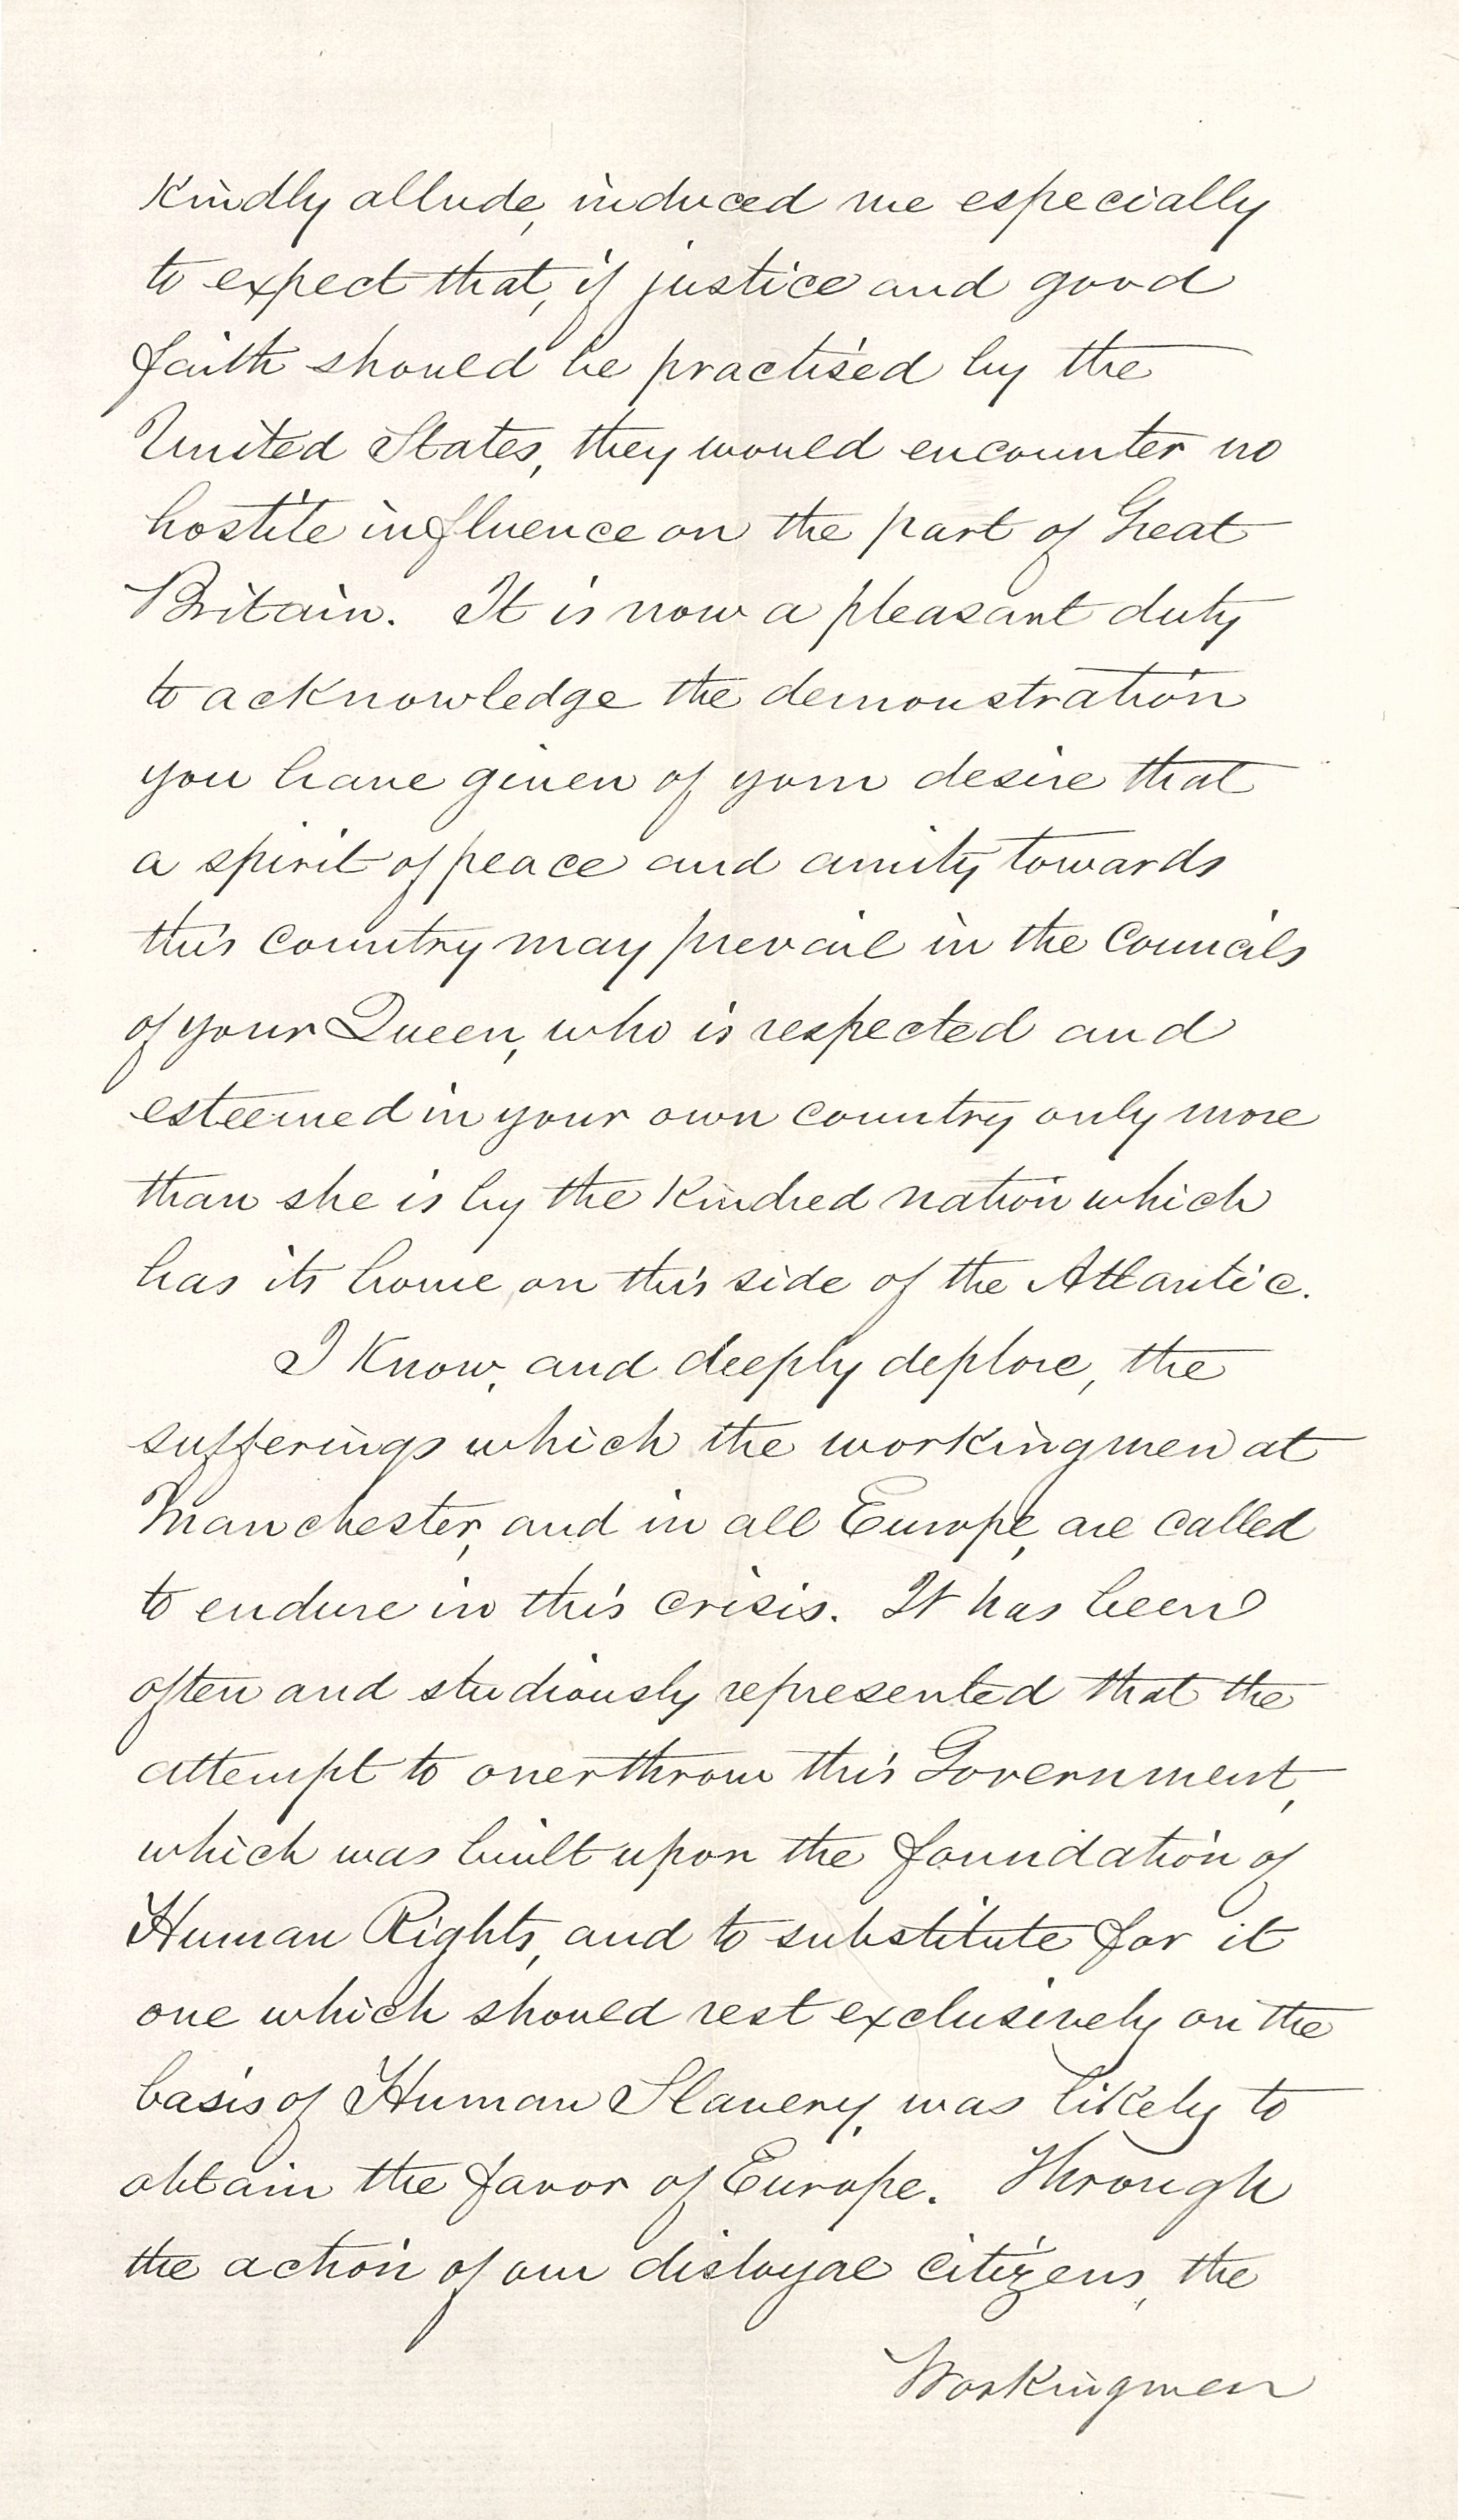 kindly allude, induced me especially
to expect that, if justice and good
faith should be practised by the
United States, they would encounter no
hostile influence on the part of Great
Britain. It is now a pleasant duty
to acknowledge the demonstration
you have given of your desire that
a spirit of peace and amity towards
this country may prevail in the Councils
of your Queen, who is respected and
esteemed in your own country only more
than she is by the kindred nation which
has its home on this side of the Atlantic.
I know, and deeply deplore, the
sufferings which the workingmen at
Manchester, and in all Europe, are called
to endure in this crisis. It has been
often and studiously represented that the
attempt to overthrow this Government,
which was built upon the foundation of
Human Rights, and to substitute for it
one which should rest exclusively on the
basis of Human Slavery, was likely to
obtain the favor of Europe. Through
the action of our disloyal citizens, the
Workingmen